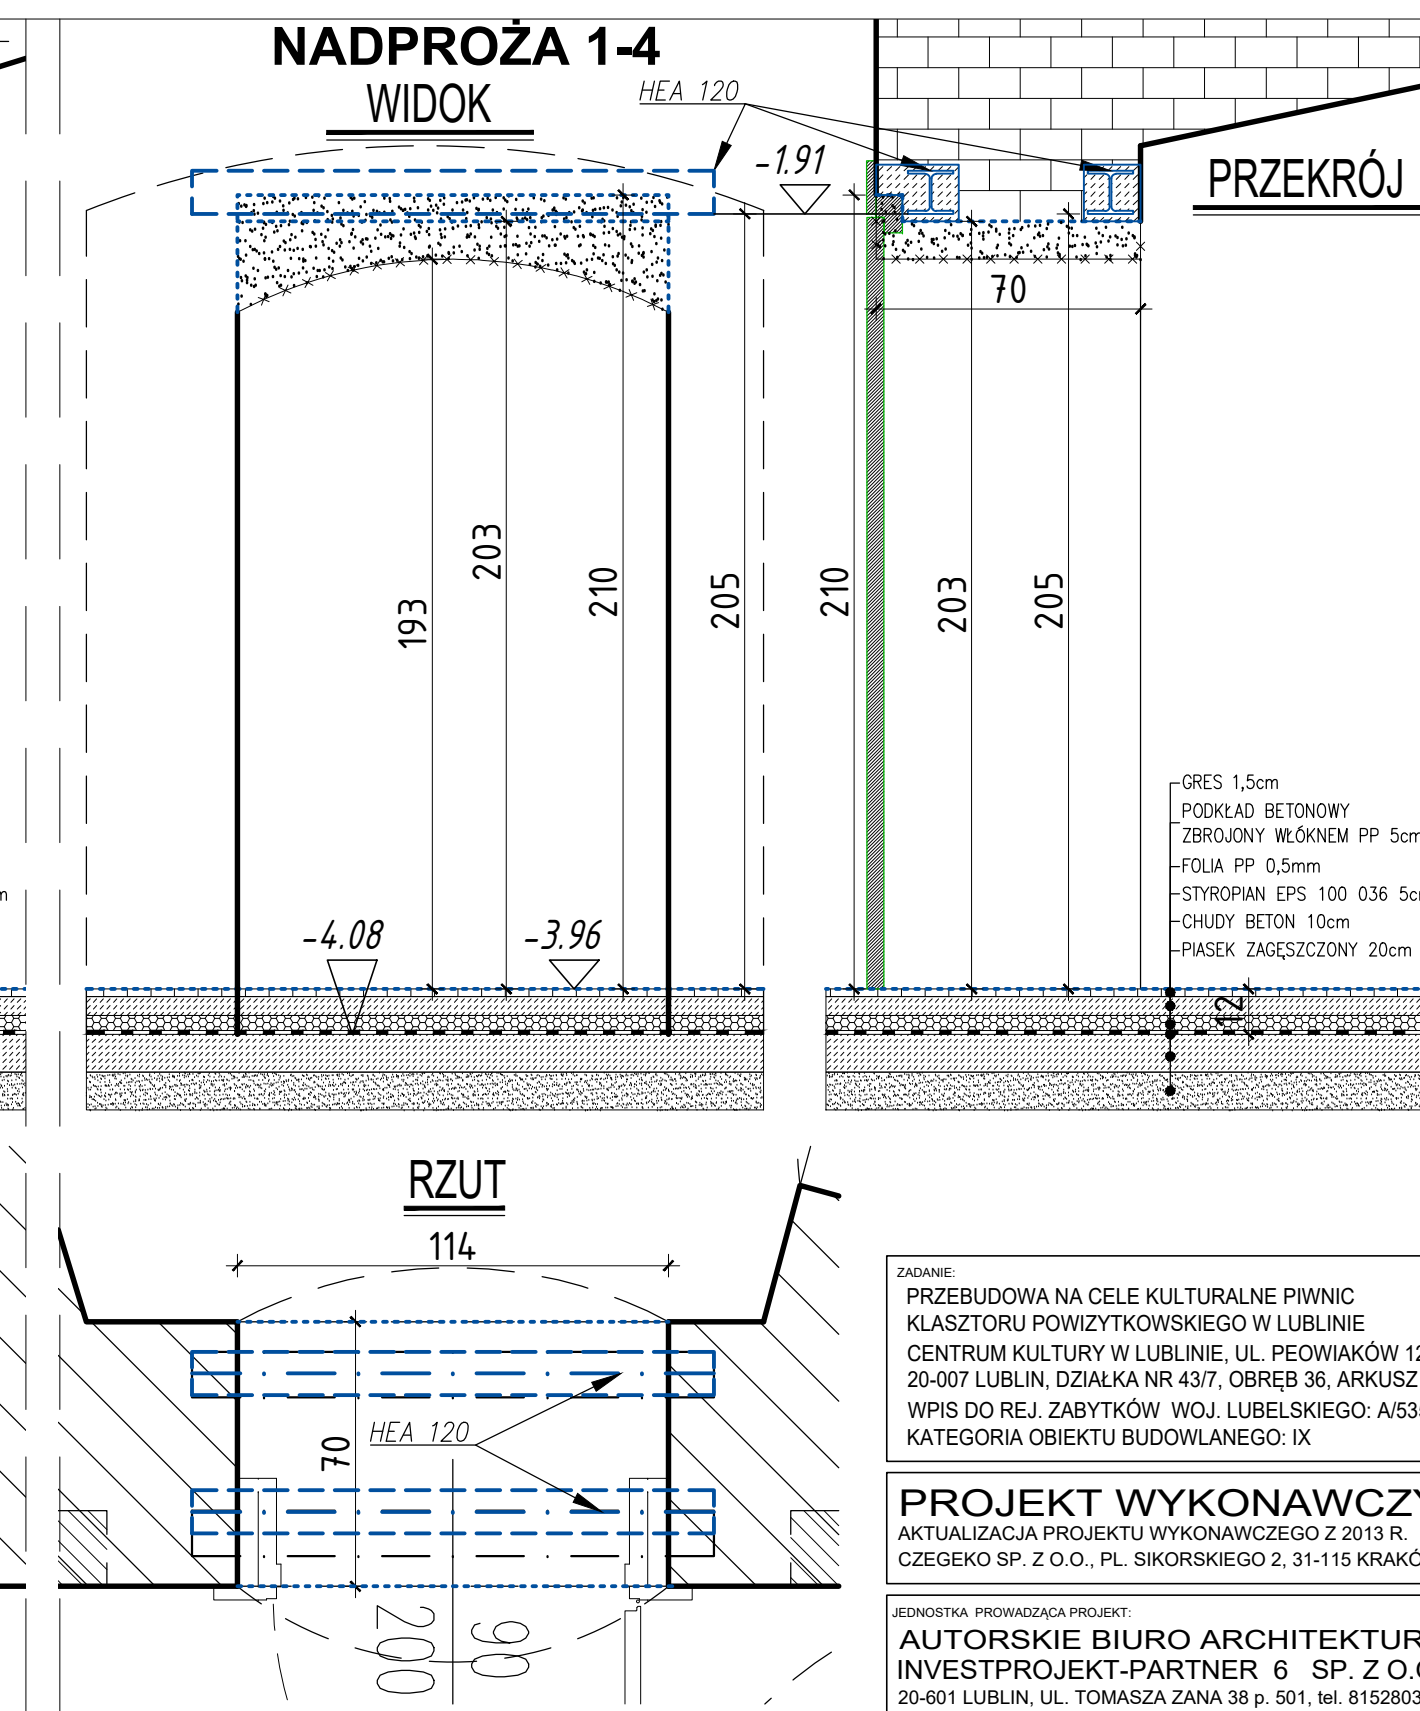 NADPROŻA 1-4
WIDOK
HEA 120
-1.91
PRZEKRÓJ
70
193
203
210
205
210
203
205
-4.08
-3.96
GRES 1,5cm
PODKŁAD BETONOWY
ZBROJONY WŁÓKNEM PP 5cm
FOLIA PP 0,5mm
STYROPIAN EPS 100 036 5c
CHUDY BETON 10cm
PIASEK ZAGĘSZCZONY 20cm
12
RZUT
114
70
HEA 120
200
90
ZADANIE:
PRZEBUDOWA NA CELE KULTURALNE PIWNIC
KLASZTORU POWIZYTKOWSKIEGO W LUBLINIE
CENTRUM KULTURY W LUBLINIE, UL. PEOWIAKÓW 12
20-007 LUBLIN, DZIAŁKA NR 43/7, OBRĘB 36, ARKUSZ
WPIS DO REJ. ZABYTKÓW WOJ. LUBELSKIEGO: A/535
KATEGORIA OBIEKTU BUDOWLANEGO: IX
PROJEKT WYKONAWCZY
AKTUALIZACJA PROJEKTU WYKONAWCZEGO Z 2013 R.
CZEGEKO SP. Z O.O., PL. SIKORSKIEGO 2, 31-115 KRAKÓ
JEDNOSTKA PROWADZĄCA PROJEKT:
AUTORSKIE BIURO ARCHITEKTUR
INVESTPROJEKT-PARTNER 6 SP. Z O.O
20-601 LUBLIN, UL. TOMASZA ZANA 38 p. 501, tel. 8152803